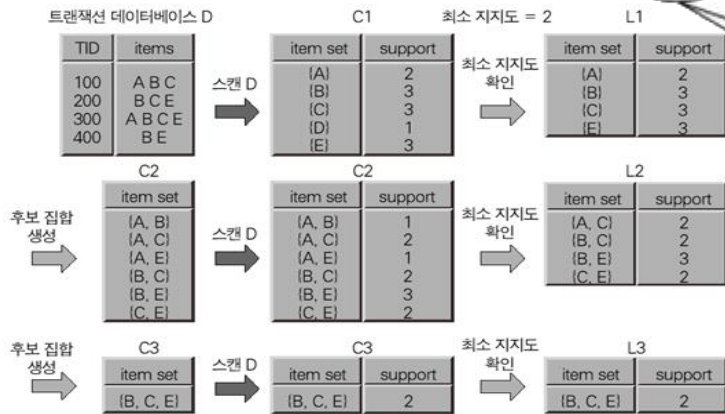 트랜잭션 데이터베이스 D
TID items
100 A B C
200 B C E
300 A B C E
400 B E
스캔 D
C1
item set support
{A} 2
{B} 3
{C} 3
{D} 1
{E} 3
최소 지지도 = 2
최소 지지도
확인
L1
item set support
{A} 2
{B} 3
{C} 3
{E} 3
후보 집합
생성
C2
item set
{A, B}
{A, C}
{A, E}
{B, C}
{B, E}
{C, E}
스캔 D
C2
item set support
{A, B} 1
{A, C} 2
{A, E} 1
{B, C} 2
{B, E} 3
{C, E} 2
최소 지지도
확인
L2
item set support
{A, C} 2
{B, C} 2
{B, E} 3
{C, E} 2
후보 집합
생성
C3
item set
{B, C, E}
스캔 D
C3
item set support
{B, C, E} 2
최소 지지도
확인
L3
item set support
{B, C, E} 2